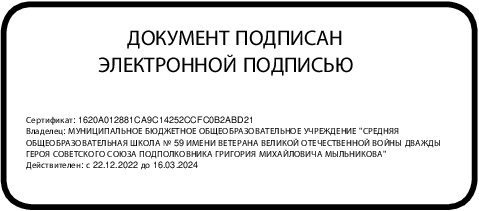 ДОКУМЕНТ ПОДПИСАН
ЭЛЕКТРОННОЙ ПОДПИСЬЮ
Сертификат: 1620A012881CA9C14252CCFC0B2ABD21
Владелец: МУНИЦИПАЛЬНОЕ БЮДЖЕТНОЕ ОБЩЕОБРАЗОВАТЕЛЬНОЕ УЧРЕЖДЕНИЕ "СРЕДНЯЯ
ОБЩЕОБРАЗОВАТЕЛЬНАЯ ШКОЛА № 59 ИМЕНИ ВЕТЕРАНА ВЕЛИКОЙ ОТЕЧЕСТВЕННОЙ ВОЙНЫ ДВАЖДЫ
ГЕРОЯ СОВЕТСКОГО СОЮЗА ПОДПОЛКОВНИКА ГРИГОРИЯ МИХАЙЛОВИЧА МЫЛЬНИКОВА"
Действителен: с 22.12.2022 до 16.03.2024